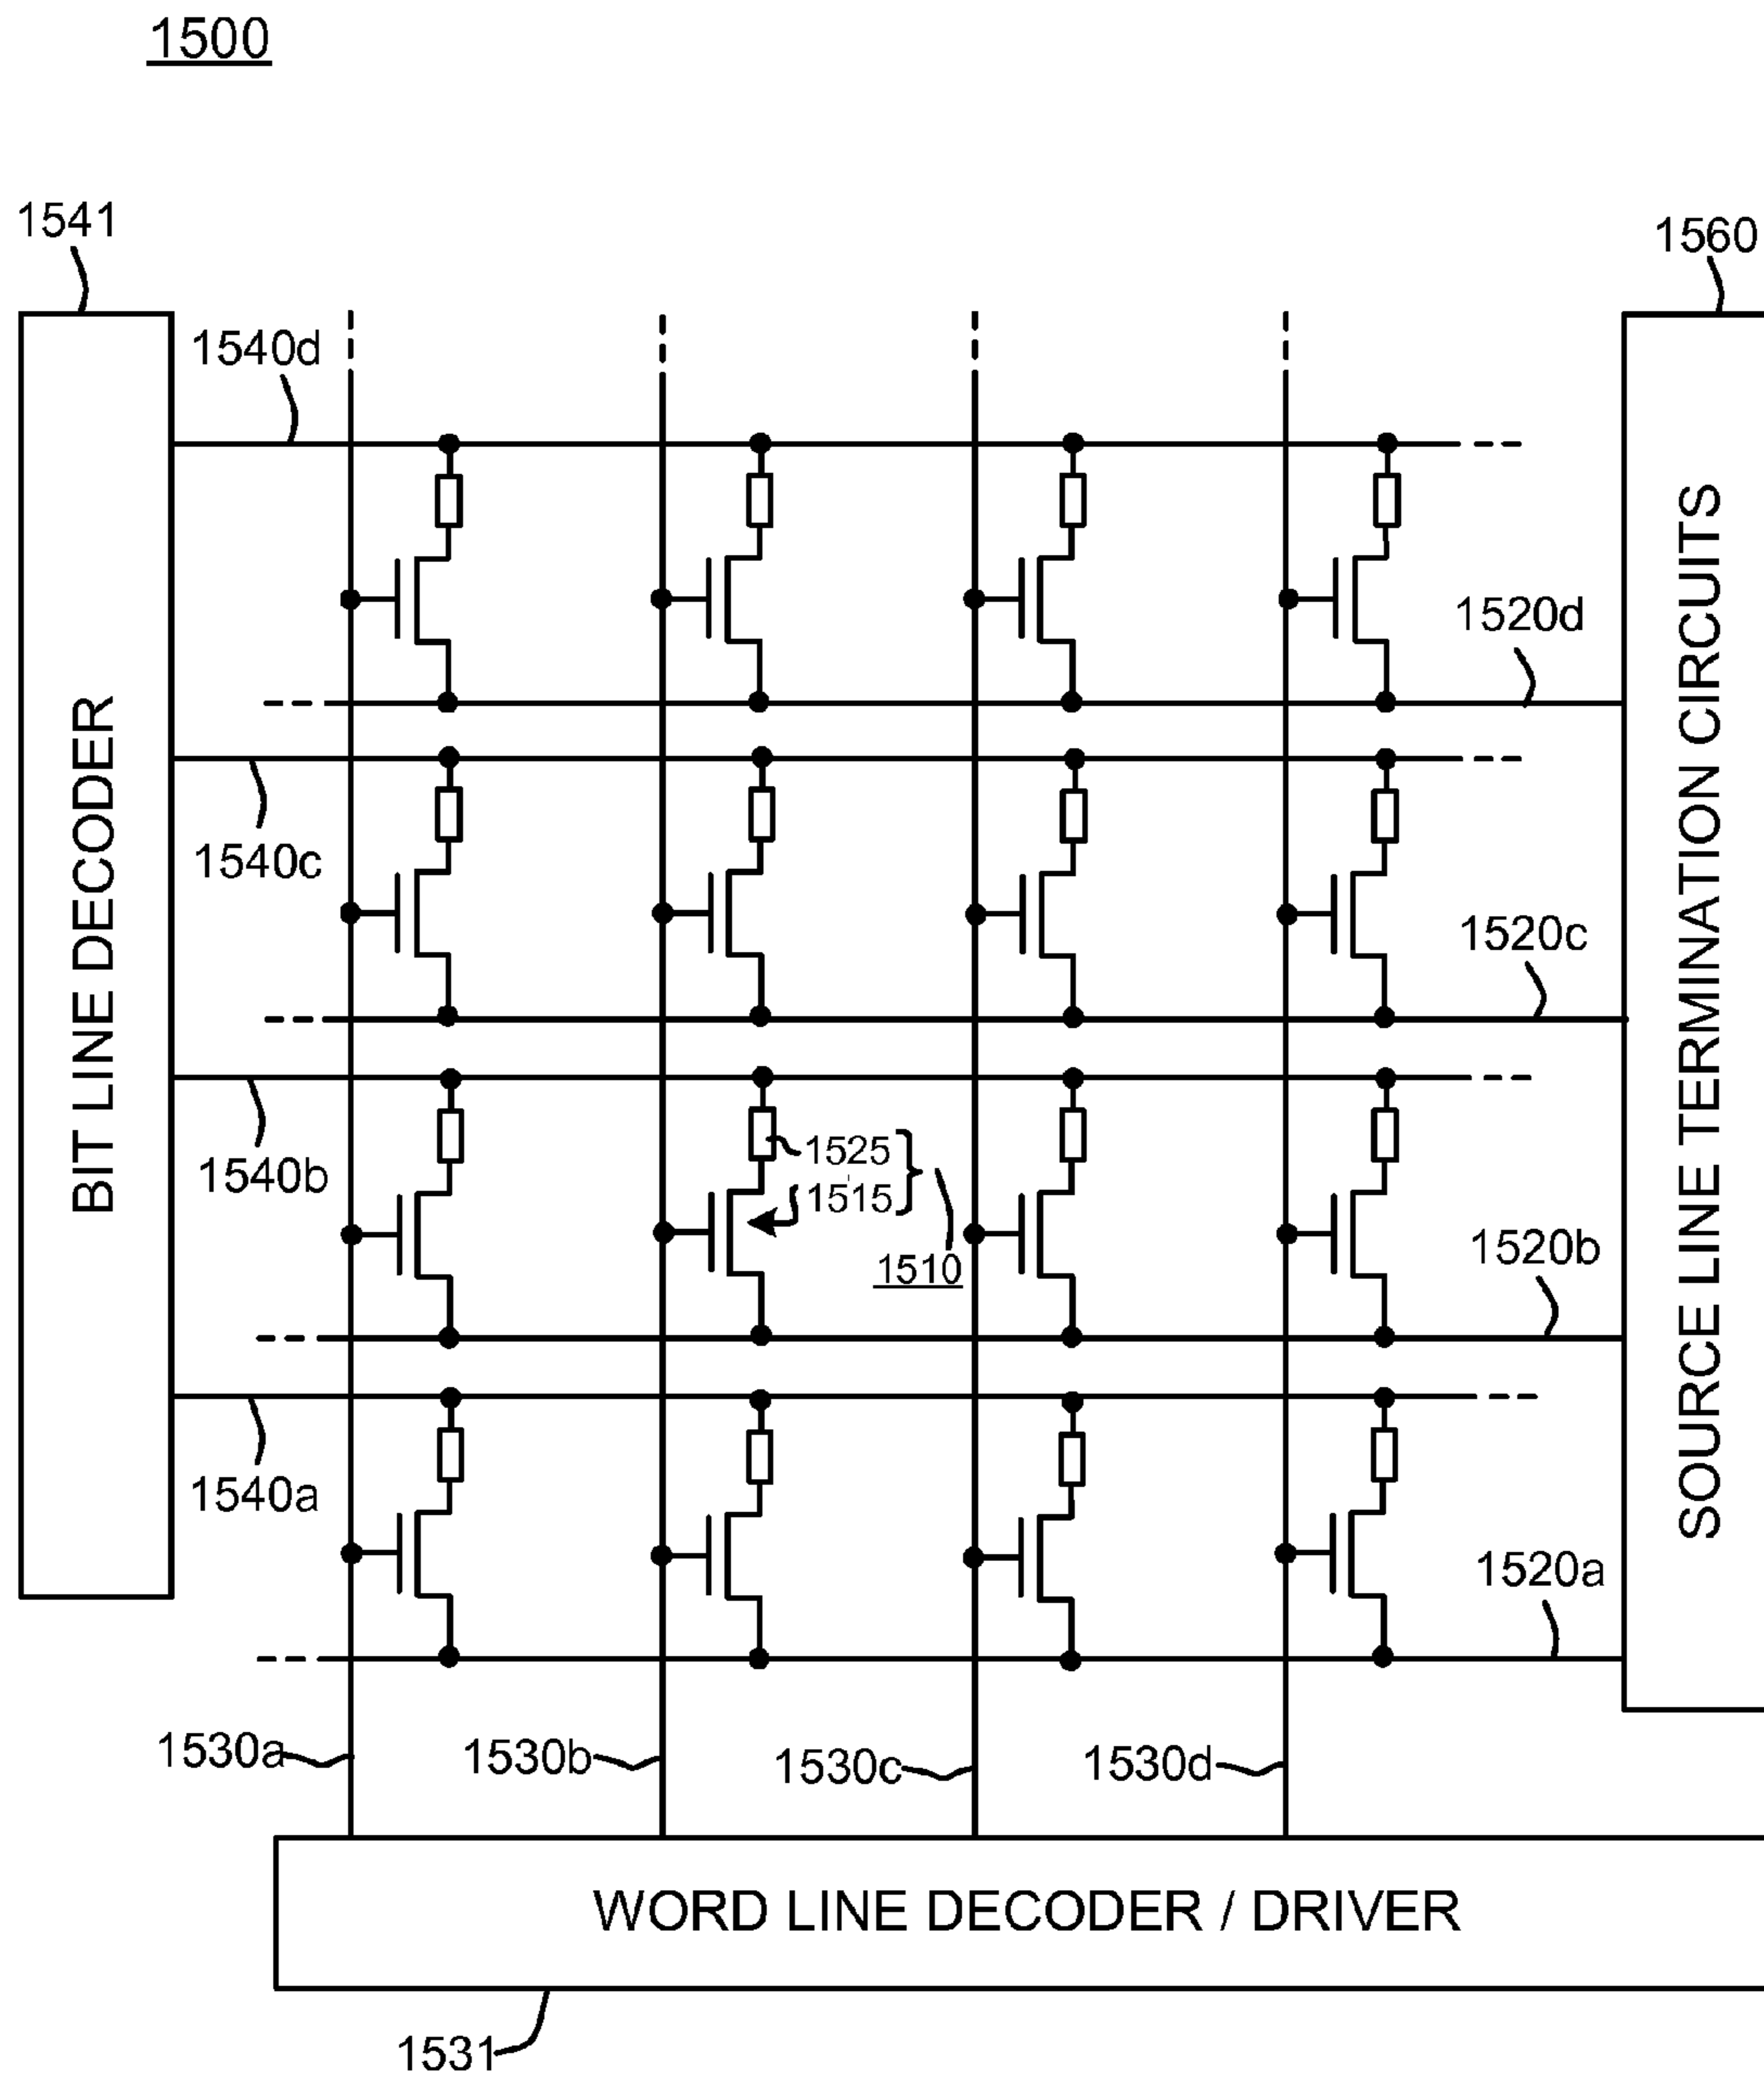 1500
1541
1560
1540d
1520d
1540c
1520c
1540b
1525
1515
1510
1520b
1540a
1520a
BIT LINE DECODER
SOURCE LINE TERMINATION CIRCUITS
1530a
1530b
1530c
1530d
WORD LINE DECODER / DRIVER
1531